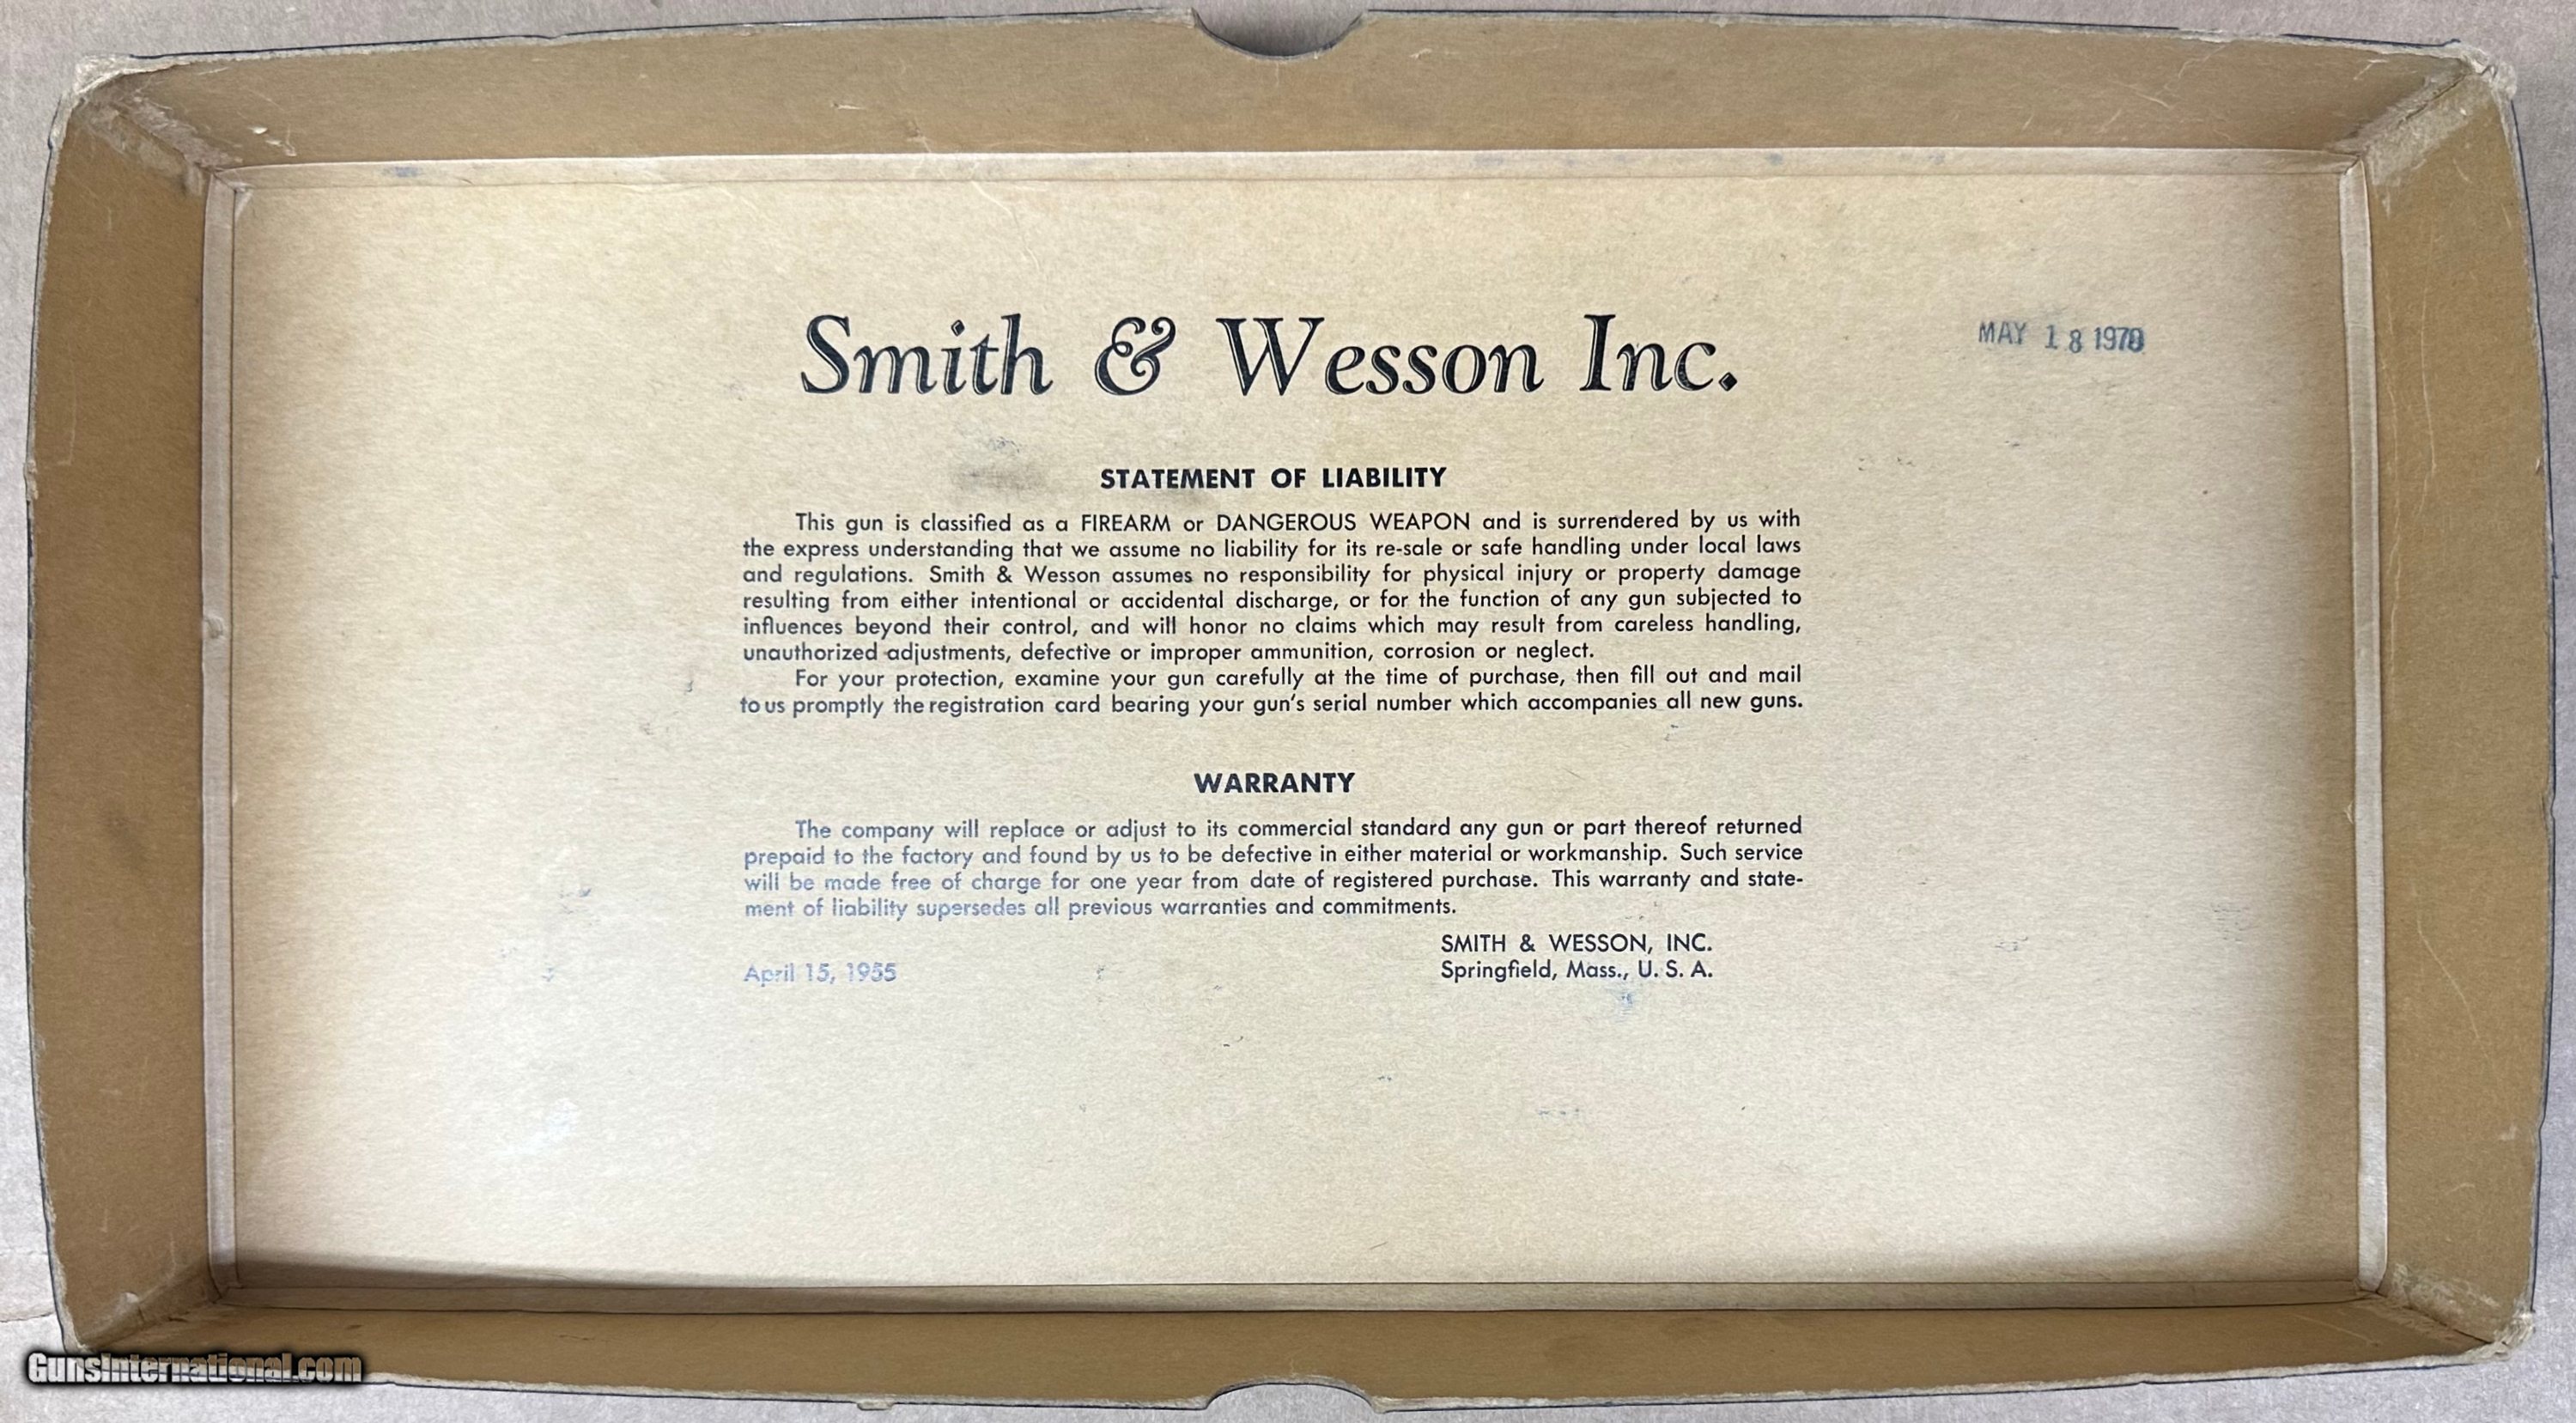 Smith & Wesson Inc.
MAY 18 1970
STATEMENT OF LIABILITY
This gun is classified as a FIREARM or DANGEROUS WEAPON and is surrendered by us with
the express understanding that we assume no liability for its re-sale or safe handling under local laws
and regulations. Smith & Wesson assumes no responsibility for physical injury or property damage
resulting from either intentional or accidental discharge, or for the function of any gun subjected to
influences beyond their control, and will honor no claims which may result from careless handling,
unauthorized adjustments, defective or improper ammunition, corrosion or neglect.
For your protection, examine your gun carefully at the time of purchase, then fill out and mail
to us promptly the registration card bearing your gun's serial number which accompanies all new guns.
WARRANTY
The company will replace or adjust to its commercial standard any gun or part thereof returned
prepaid to the factory and found by us to be defective in either material or workmanship. Such service
will be made free of charge for one year from date of registered purchase. This warranty and state-
ment of liability supersedes all previous warranties and commitments.
SMITH & WESSON, INC.
April 15, 1955 Springfield, Mass., U. S. A.
GunsInternational.com